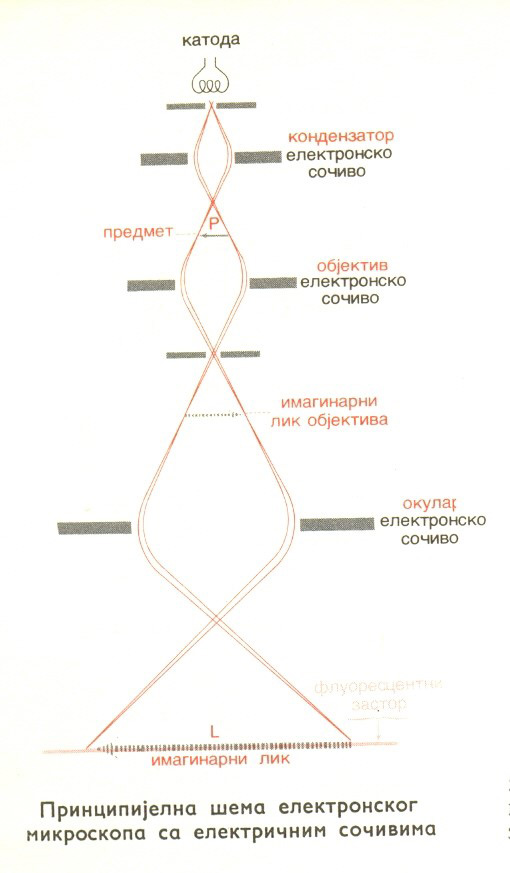 катода
кондензатор
електронско
сочиво
P
предмет
објектив
електронско
сочиво
имагинарни
лик објектива
окулар
електронско
сочиво
флуоресцентни
застор
L
имагинарни лик
Принципијелна шема електронског
микроскопа са електричним сочивима